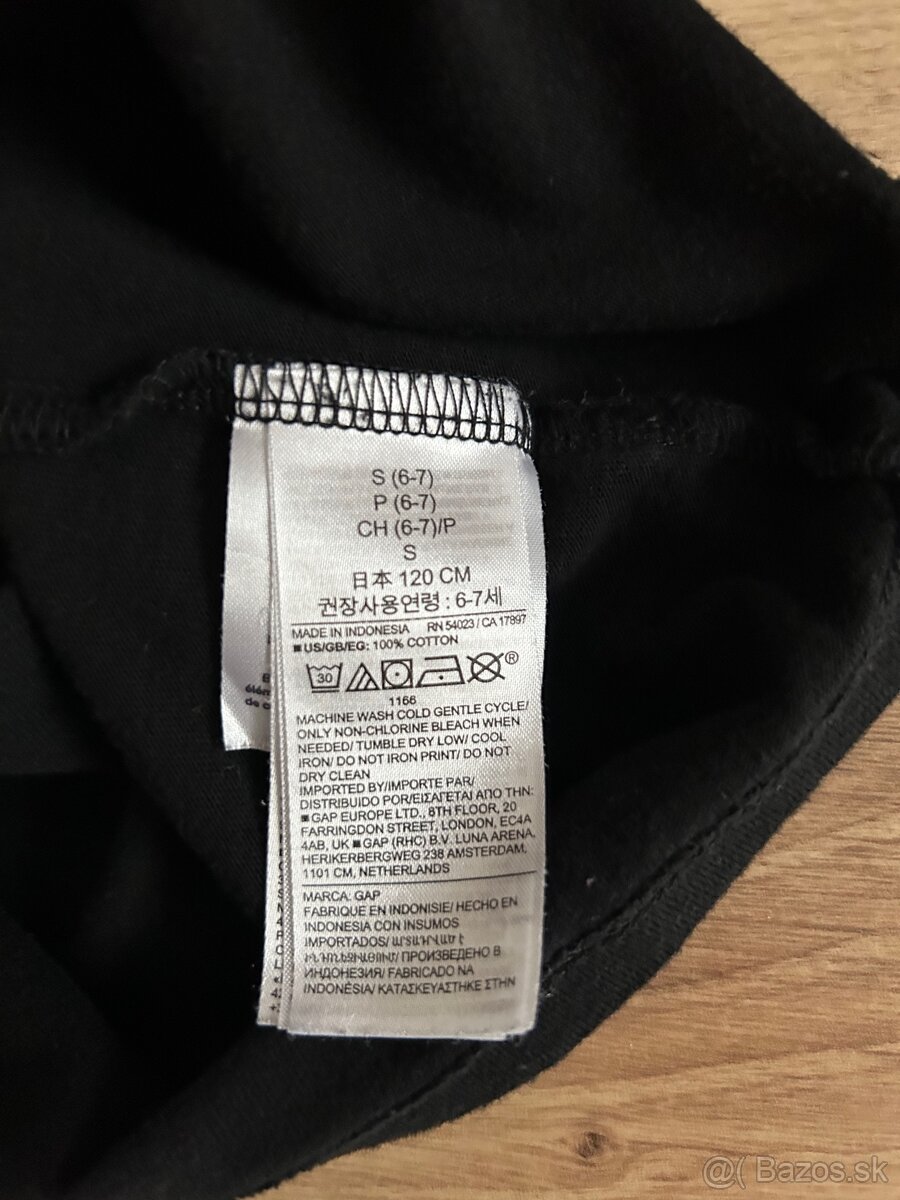 S (6-7)
P (6-7)
CH (6-7)/P
S
日本 120 CM
권장사용연령 : 6-7세
MADE IN INDONESIA RN 54023 / CA 17897
■ US/GB/EG: 100% COTTON
30
®
1166
MACHINE WASH COLD GENTLE CYCLE/
ONLY NON-CHLORINE BLEACH WHEN
NEEDED/ TUMBLE DRY LOW/ COOL
IRON/ DO NOT IRON PRINT/ DO NOT
DRY CLEAN
IMPORTED BY/IMPORTE PAR/
DISTRIBUIDO POR/ΕΙΣΑΓΕΤΑΙ ΑΠΟ ΤΗΝ:
■ GAP EUROPE LTD., 8TH FLOOR, 20
FARRINGDON STREET, LONDON, EC4A
4AB, UK ■ GAP (RHC) B.V. LUNA ARENA,
HERIKERBERGWEG 238 AMSTERDAM,
1101 CM, NETHERLANDS
MARCA: GAP
FABRIQUE EN INDONISIE/ HECHO EN
INDONESIA CON INSUMOS
IMPORTADOS/
ПРОИЗВЕДЕНО В
ИНДОНЕЗИЯ/ FABRICADO NA
INDONÉSIA/ ΚΑΤΑΣΚΕΥΑΣΤΗΚΕ ΣΤΗΝ
@( Bazos.sk